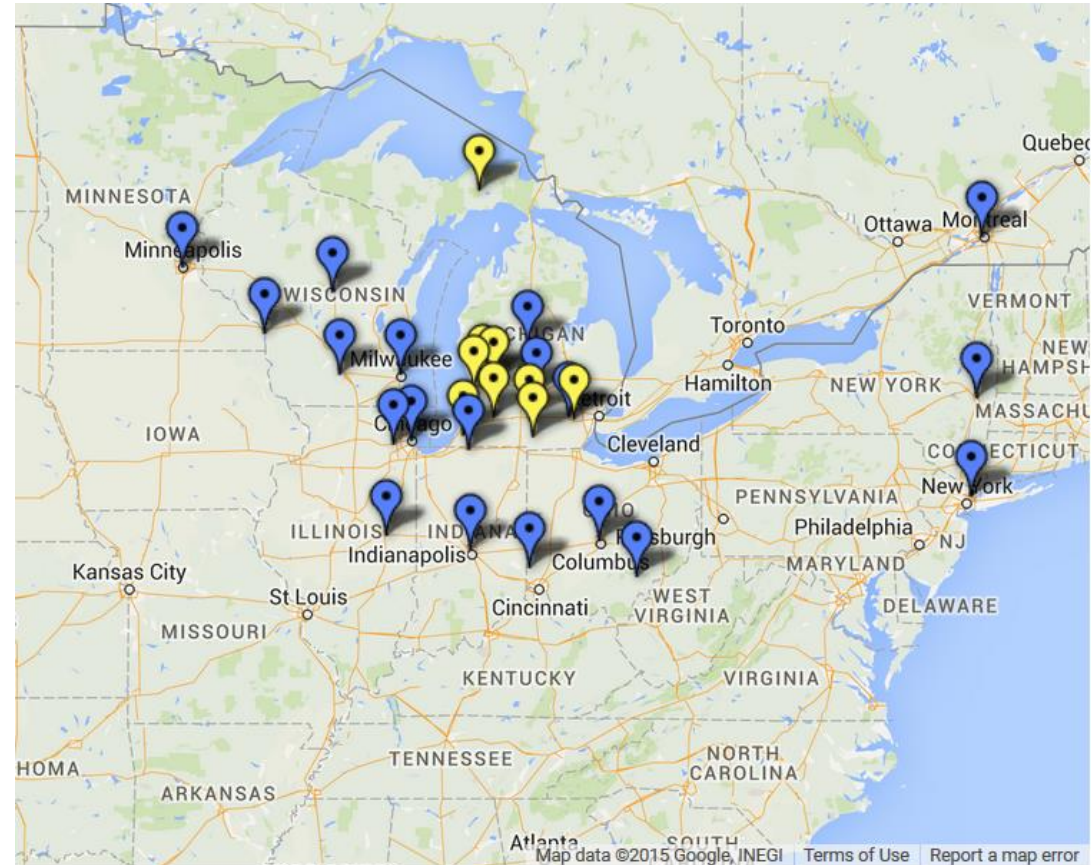 Quebec
MINNESOTA
Ottawa
Montreal
Minneapolis
WISCONSIN
VERMONT
Toronto
MICHIGAN
NEW
HAMPSH
Milwaukee
Hamilton
NEW YORK
Detroit
MASSACHU
Chicago
IOWA
Cleveland
CONNECTICUT
New York
PENNSYLVANIA
ILLINOIS
INDIANA
OHIO
Pittsburgh
Philadelphia
NJ
Indianapolis
Columbus
MARYLAND
Kansas City
St Louis
WEST
VIRGINIA
DELAWARE
Cincinnati
MISSOURI
KENTUCKY
VIRGINIA
TENNESSEE
NORTH
CAROLINA
HOMA
ARKANSAS
Atlanta
SOUTH
Map data ©2015 Google, INEGI Terms of Use Report a map error